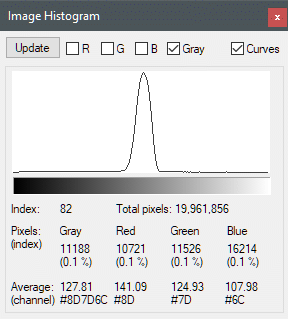 Image Histogram x
Update R G B Gray Curves
Index: 82 Total pixels: 19,961,856
Pixels: Gray Red Green Blue
(index) 11188 10721 11526 16214
(0.1 %) (0.1 %) (0.1 %) (0.1 %)
Average: 127.81 141.09 124.93 107.98
(channel) #8D7D6C #8D #7D #6C